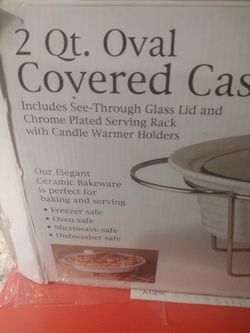 2 Qt. Oval
Covered Cas
Includes See-Through Glass Lid and
Chrome Plated Serving Rack
with Candle Warmer Holders
Our Elegant
Ceramic Bakeware
is perfect for
baking and serving
• Freezer safe
• Oven safe
• Microwave safe
• Dishwasher safe